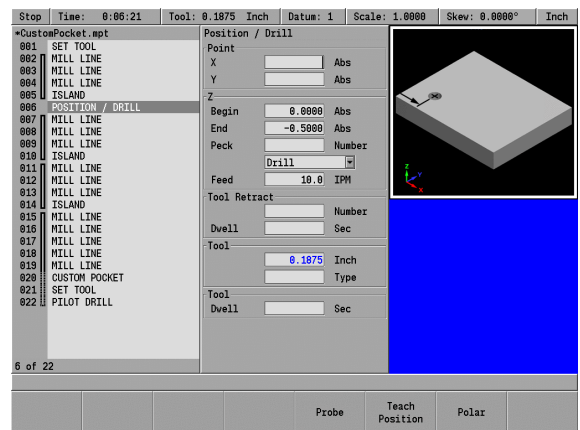 Stop Time: 0:06:21 Tool: 0.1875 Inch Datum: 1 Scale: 1.0000 Skew: 0.0000° Inch
*CustomPocket.mpt
001 SET TOOL
002 MILL LINE
003 MILL LINE
004 MILL LINE
005 ISLAND
006 POSITION / DRILL
007 MILL LINE
008 MILL LINE
009 MILL LINE
010 ISLAND
011 MILL LINE
012 MILL LINE
013 MILL LINE
014 ISLAND
015 MILL LINE
016 MILL LINE
017 MILL LINE
018 MILL LINE
019 MILL LINE
020 CUSTOM POCKET
021 SET TOOL
022 PILOT DRILL
6 of 22
Position / Drill
Point
X Abs
Y Abs
Z
Begin 0.0000 Abs
End -0.5000 Abs
Peck Number
Drill
Feed 10.0 IPM
Tool Retract
Number
Dwell Sec
Tool
0.1875 Inch
Type
Tool
Dwell Sec
Z
Y
X
Probe
Teach Position
Polar